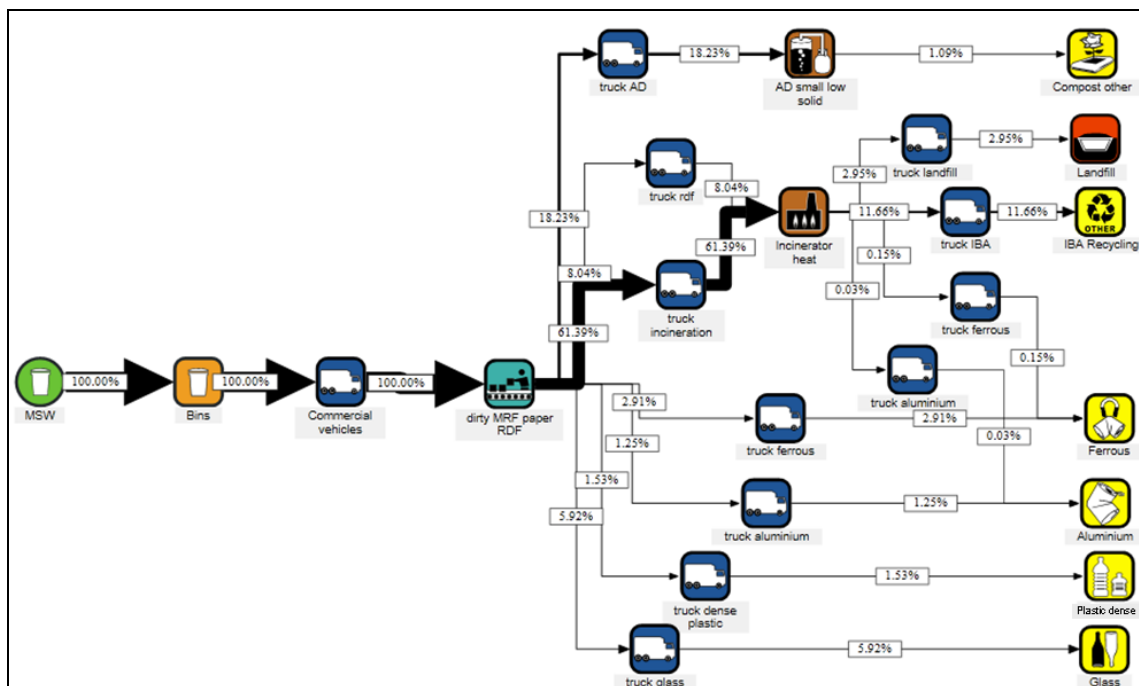 truck AD
18.23%
AD small low
solid
1.09%
Compost other
truck rdf
8.04%
18.23%
8.04%
61.39%
truck
incineration
61.39%
Incinerator
heat
2.95%
truck landfill
2.95%
Landfill
11.66%
truck IBA
11.66%
OTHER
IBA Recycling
0.15%
truck ferrous
0.15%
0.03%
truck aluminium
0.03%
MSW
100.00%
Bins
100.00%
Commercial
vehicles
100.00%
dirty MRF paper
RDF
2.91%
truck ferrous
2.91%
Ferrous
1.25%
truck aluminium
1.25%
Aluminium
1.53%
truck dense
plastic
1.53%
Plastic dense
5.92%
truck glass
5.92%
Glass